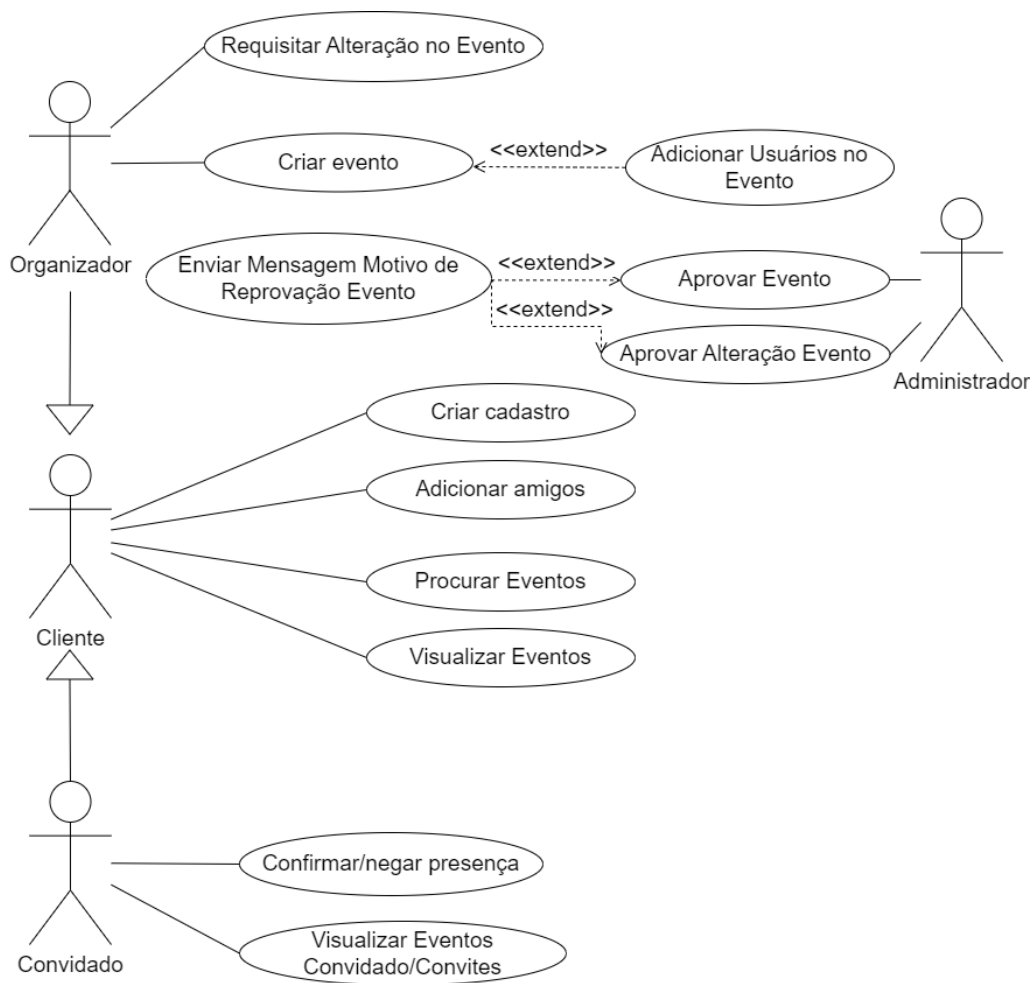 Requisitar Alteração no Evento
Criar evento
<<extend>>
Adicionar Usuários no
Evento
Organizador
Enviar Mensagem Motivo de
Reprovação Evento
<<extend>>
Aprovar Evento
<<extend>>
Aprovar Alteração Evento
Administrador
Criar cadastro
Adicionar amigos
Procurar Eventos
Cliente
Visualizar Eventos
Confirmar/negar presença
Visualizar Eventos
Convidado/Convites
Convidado